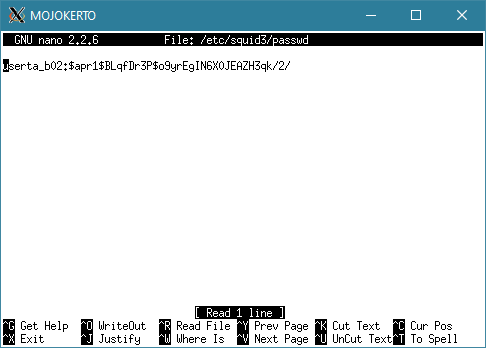 MOJOKERTO
GNU nano 2.2.6 File: /etc/squid3/passwd
userta_b02:$apr1$BLqfDr3P$o9yrEgIN6X0JEAZH3qk/2/
[ Read 1 line ]
^G Get Help ^O WriteOut ^R Read File ^Y Prev Page ^K Cut Text ^C Cur Pos
^X Exit ^J Justify ^W Where Is ^V Next Page ^U UnCut Text ^T To Spell